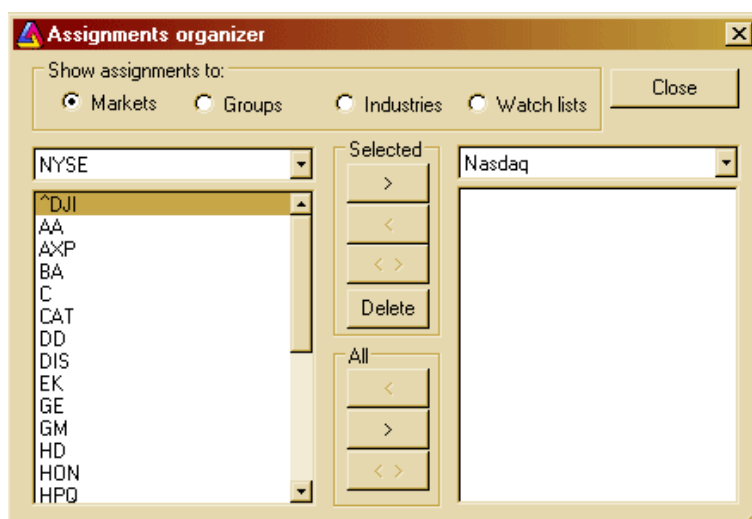 Assignments organizer
Show assignments to:
Markets Groups Industries Watch lists
Close
NYSE
^DJI
AA
AXP
BA
C
CAT
DD
DIS
EK
GE
GM
HD
HON
HPQ
Selected
>
<
< >
Delete
All
<
>
< >
Nasdaq